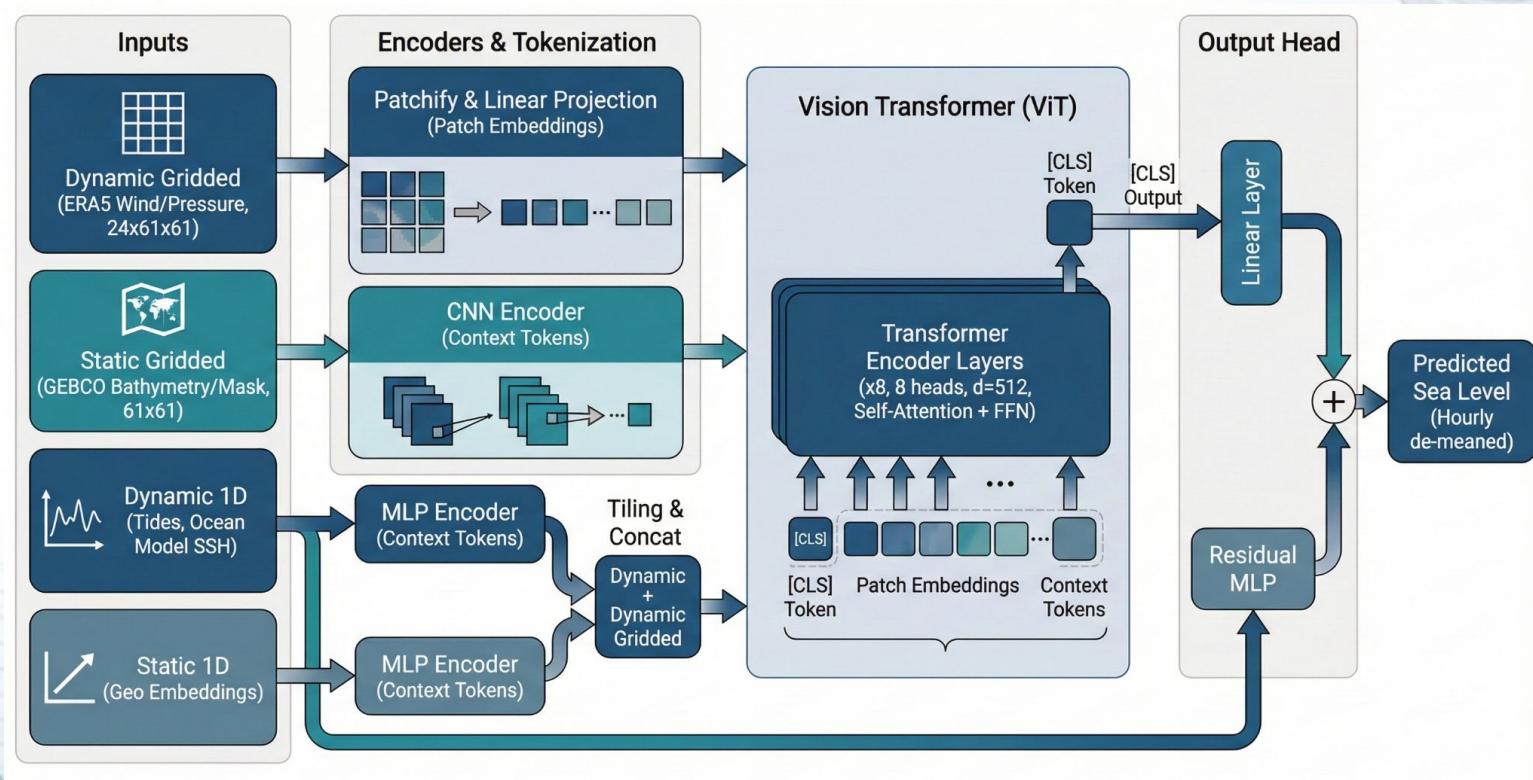 Inputs
Dynamic Gridded
(ERA5 Wind/Pressure,
24x61x61)
Static Gridded
(GEBCO Bathymetry/Mask,
61x61)
Dynamic 1D
(Tides, Ocean
Model SSH)
Static 1D
(Geo Embeddings)
Encoders & Tokenization
Patchify & Linear Projection
(Patch Embeddings)
...
CNN Encoder
(Context Tokens)
...
MLP Encoder
(Context Tokens)
MLP Encoder
(Context Tokens)
Tiling &
Concat
Dynamic
+
Dynamic
Gridded
Vision Transformer (ViT)
[CLS]
Token
Transformer
Encoder Layers
(x8, 8 heads, d=512,
Self-Attention + FFN)
...
[CLS]
...
[CLS]
Token
Patch Embeddings
Context
Tokens
[CLS]
Output
Output Head
Linear Layer
+
Residual
MLP
Predicted
Sea Level
(Hourly
de-meaned)